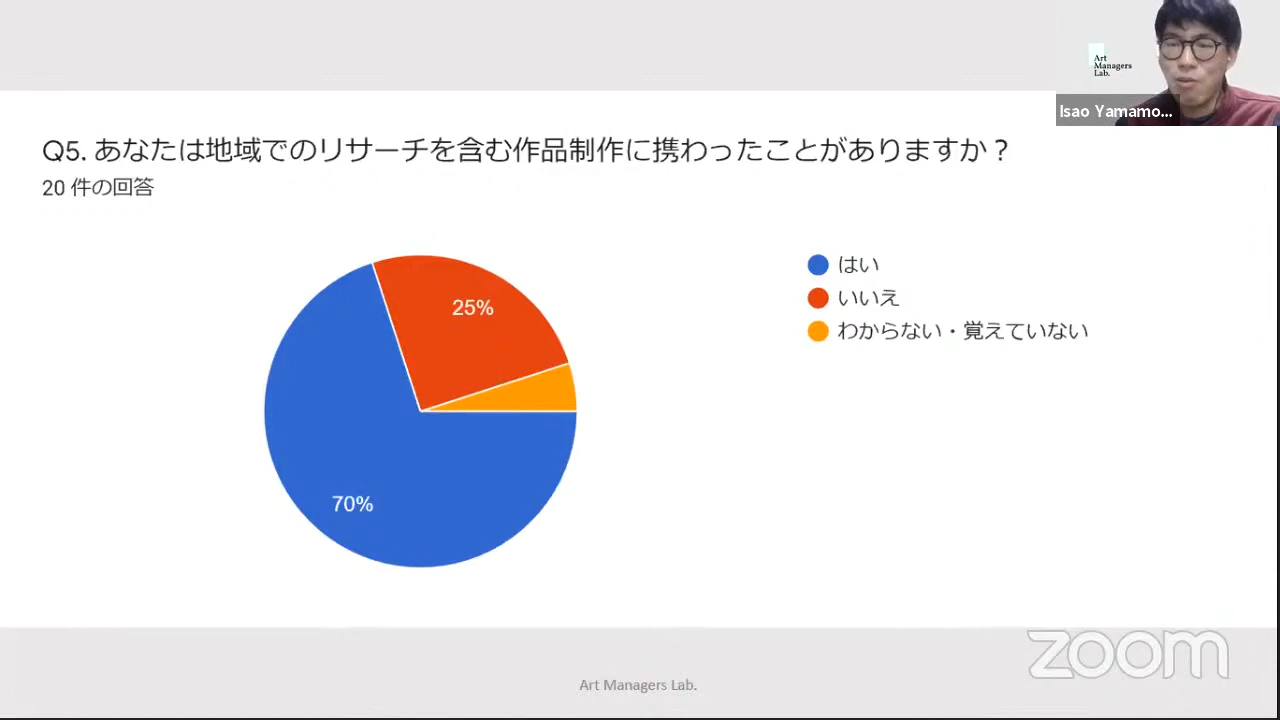 Art
Managers
Lab.
Isao Yamamo...
Q5. あなたは地域でのリサーチを含む作品制作に携わったことがありますか？
20 件の回答
はい
いいえ
わからない・覚えていない
25%
70%
zoom
Art Managers Lab.